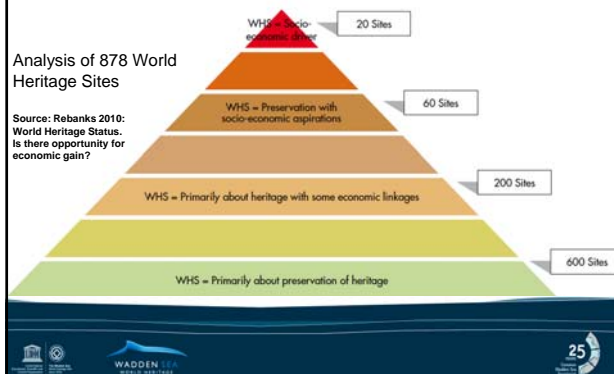 Analysis of 878 World
Heritage Sites
Source: Rebanks 2010:
World Heritage Status.
Is there opportunity for
economic gain?
WHS = Socio-
economic driver
20 Sites
WHS = Preservation with
socio-economic aspirations
60 Sites
WHS = Primarily about heritage with some economic linkages
200 Sites
WHS = Primarily about preservation of heritage
600 Sites
WADDEN SEA
WORLD HERITAGE
25